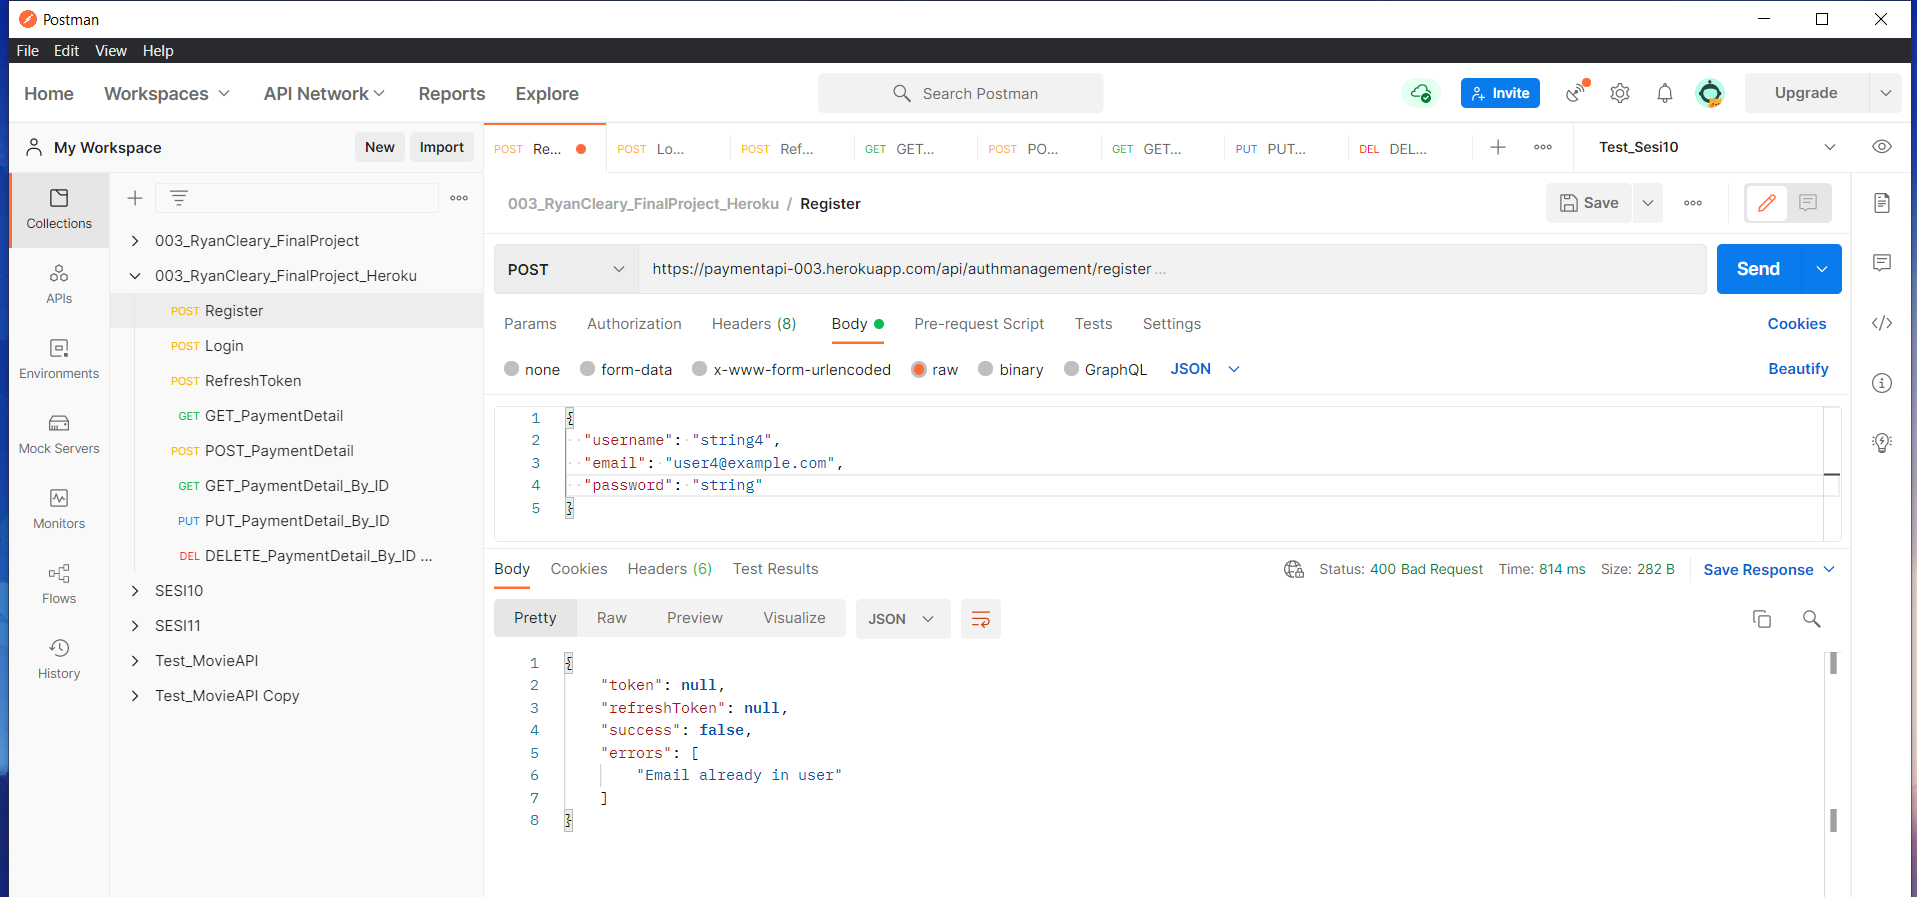 Postman
File Edit View Help
Home Workspaces API Network Reports Explore Search Postman Invite Upgrade
My Workspace New Import
POST Re... POST Lo... POST Ref... GET GET... POST PO... GET GET... PUT PUT... DEL DEL... Test_Sesi10
Collections
APIs
Environments
Mock Servers
Monitors
Flows
History
003_RyanCleary_FinalProject
003_RyanCleary_FinalProject_Heroku
POST Register
POST Login
POST RefreshToken
GET GET_PaymentDetail
POST POST_PaymentDetail
GET GET_PaymentDetail_By_ID
PUT PUT_PaymentDetail_By_ID
DEL DELETE_PaymentDetail_By_ID ...
SESI10
SESI11
Test_MovieAPI
Test_MovieAPI Copy
003_RyanCleary_FinalProject_Heroku / Register Save
POST https://paymentapi-003.herokuapp.com/api/authmanagement/register ... Send
Params Authorization Headers (8) Body Pre-request Script Tests Settings Cookies
none form-data x-www-form-urlencoded raw binary GraphQL JSON Beautify
1 {
2 "username": "string4",
3 "email": "user4@example.com",
4 "password": "string"
5 }
Body Cookies Headers (6) Test Results Status: 400 Bad Request Time: 814 ms Size: 282 B Save Response
Pretty Raw Preview Visualize JSON
1 {
2 "token": null,
3 "refreshToken": null,
4 "success": false,
5 "errors": [
6 "Email already in user"
7 ]
8 }